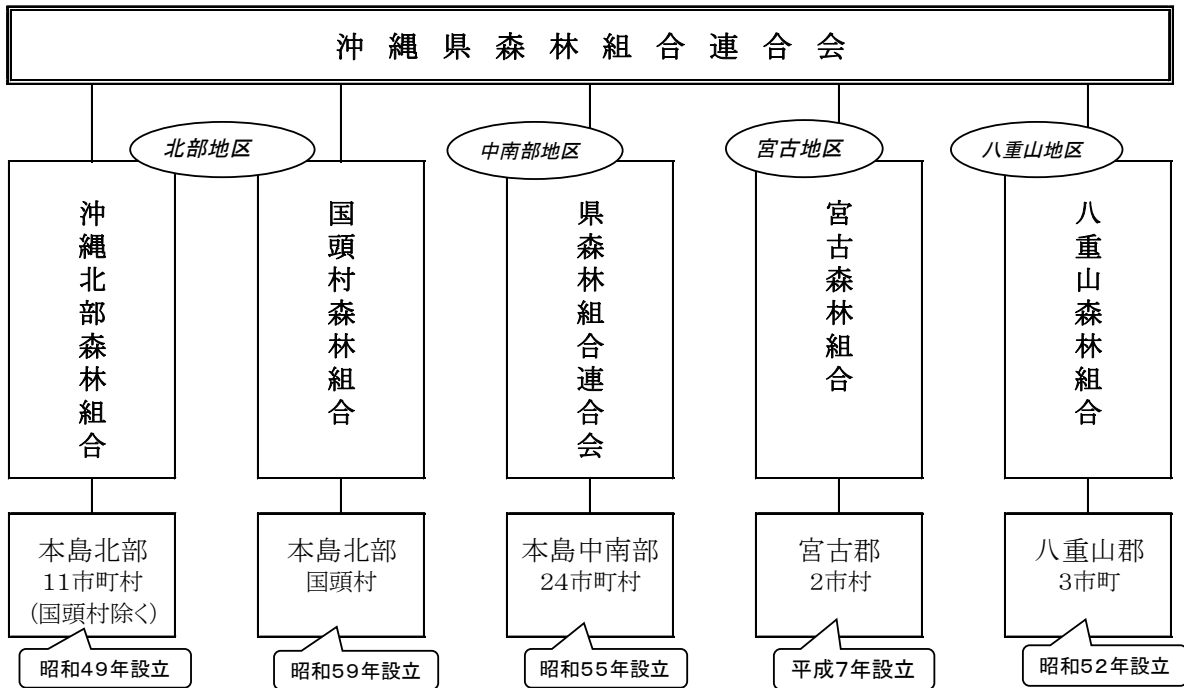 沖縄県森林組合連合会
北部地区
中南部地区
宮古地区
八重山地区
沖縄北部森林組合
国頭村森林組合
県森林組合連合会
宮古森林組合
八重山森林組合
本島北部
11市町村
(国頭村除く)
本島北部
国頭村
本島中南部
24市町村
宮古郡
2市村
八重山郡
3市町
昭和49年設立
昭和59年設立
昭和55年設立
平成7年設立
昭和52年設立